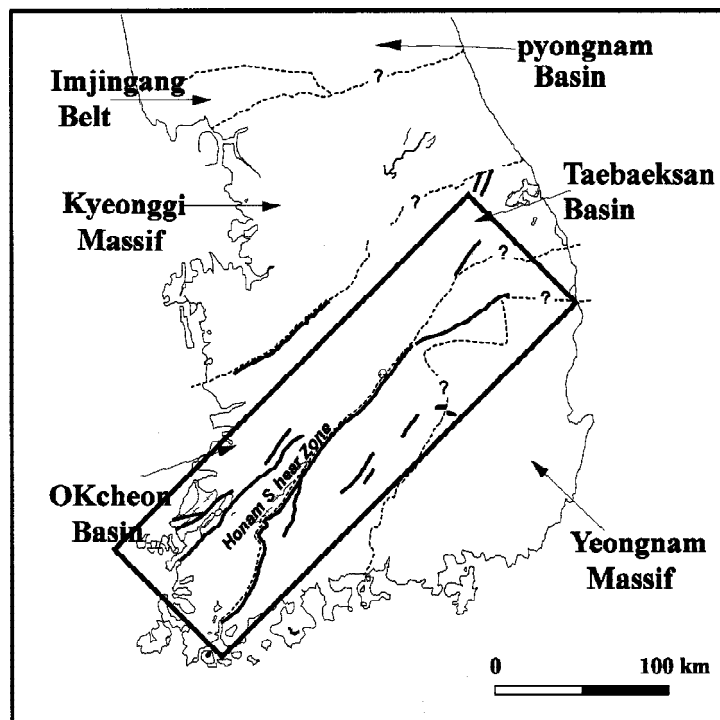 pyongnam
Basin
Imjingang
Belt
?
Taebaeksan
Basin
Kyeonggi
Massif
?
?
?
?
Honam S hear Zone
OKcheon
Basin
Yeongnam
Massif
0 100 km